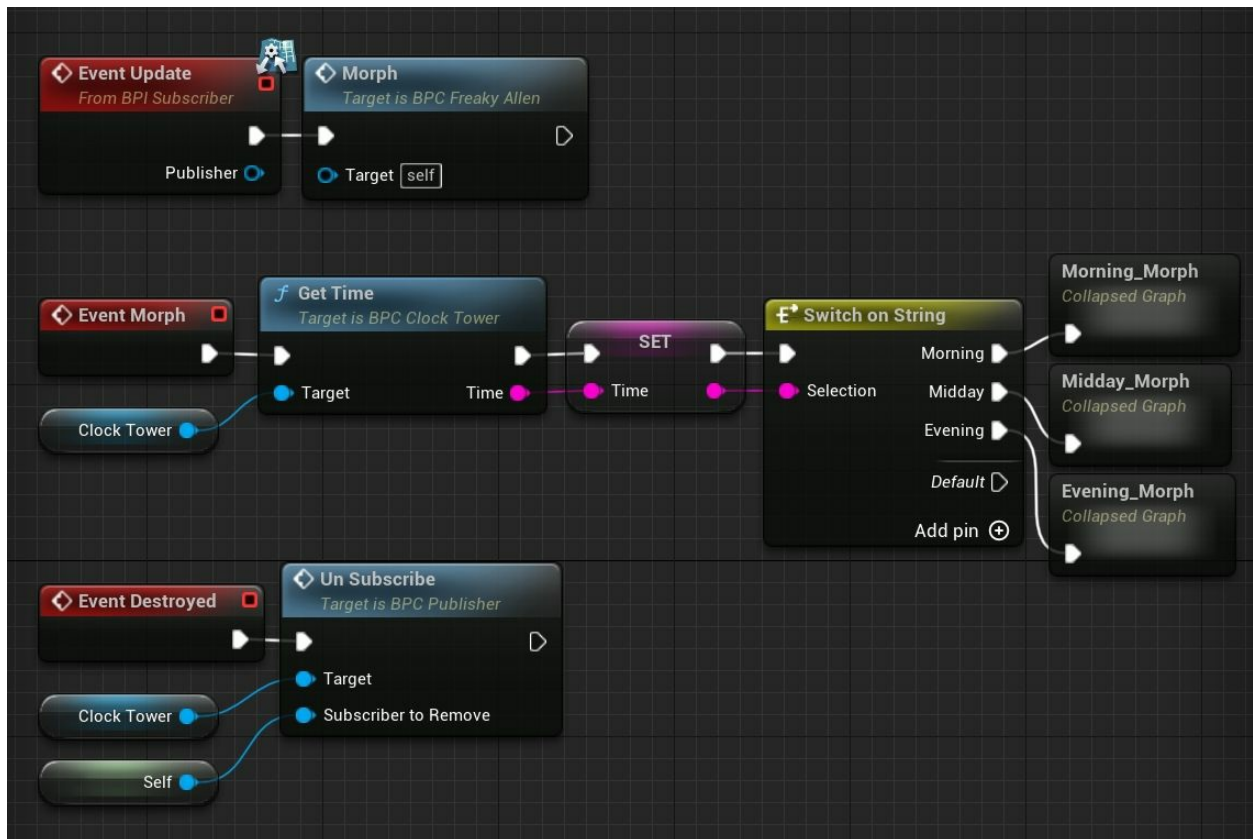 Event Update
From BPI Subscriber
Publisher
Morph
Target is BPC Freaky Allen
Target self
Event Morph
Clock Tower
Get Time
Target is BPC Clock Tower
Target
Time
SET
Time
Switch on String
Selection
Morning
Midday
Evening
Default
Add pin
Morning_Morph
Collapsed Graph
Midday_Morph
Collapsed Graph
Evening_Morph
Collapsed Graph
Event Destroyed
Clock Tower
Self
Un Subscribe
Target is BPC Publisher
Target
Subscriber to Remove